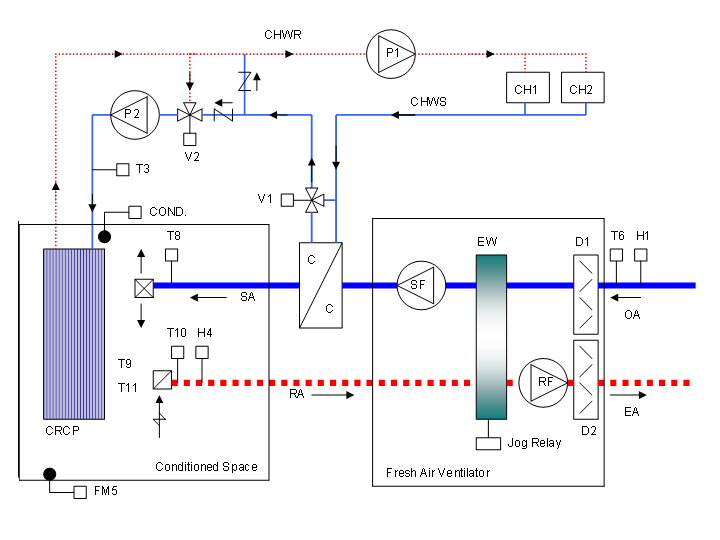 CHWR
P1
CHWS
CH1
CH2
P2
V2
T3
V1
COND.
T8
C
C
SA
EW
SF
D1
T6
H1
OA
T10
H4
T9
T11
RA
RF
EA
CRCP
D2
Jog Relay
Conditioned Space
Fresh Air Ventilator
FM5